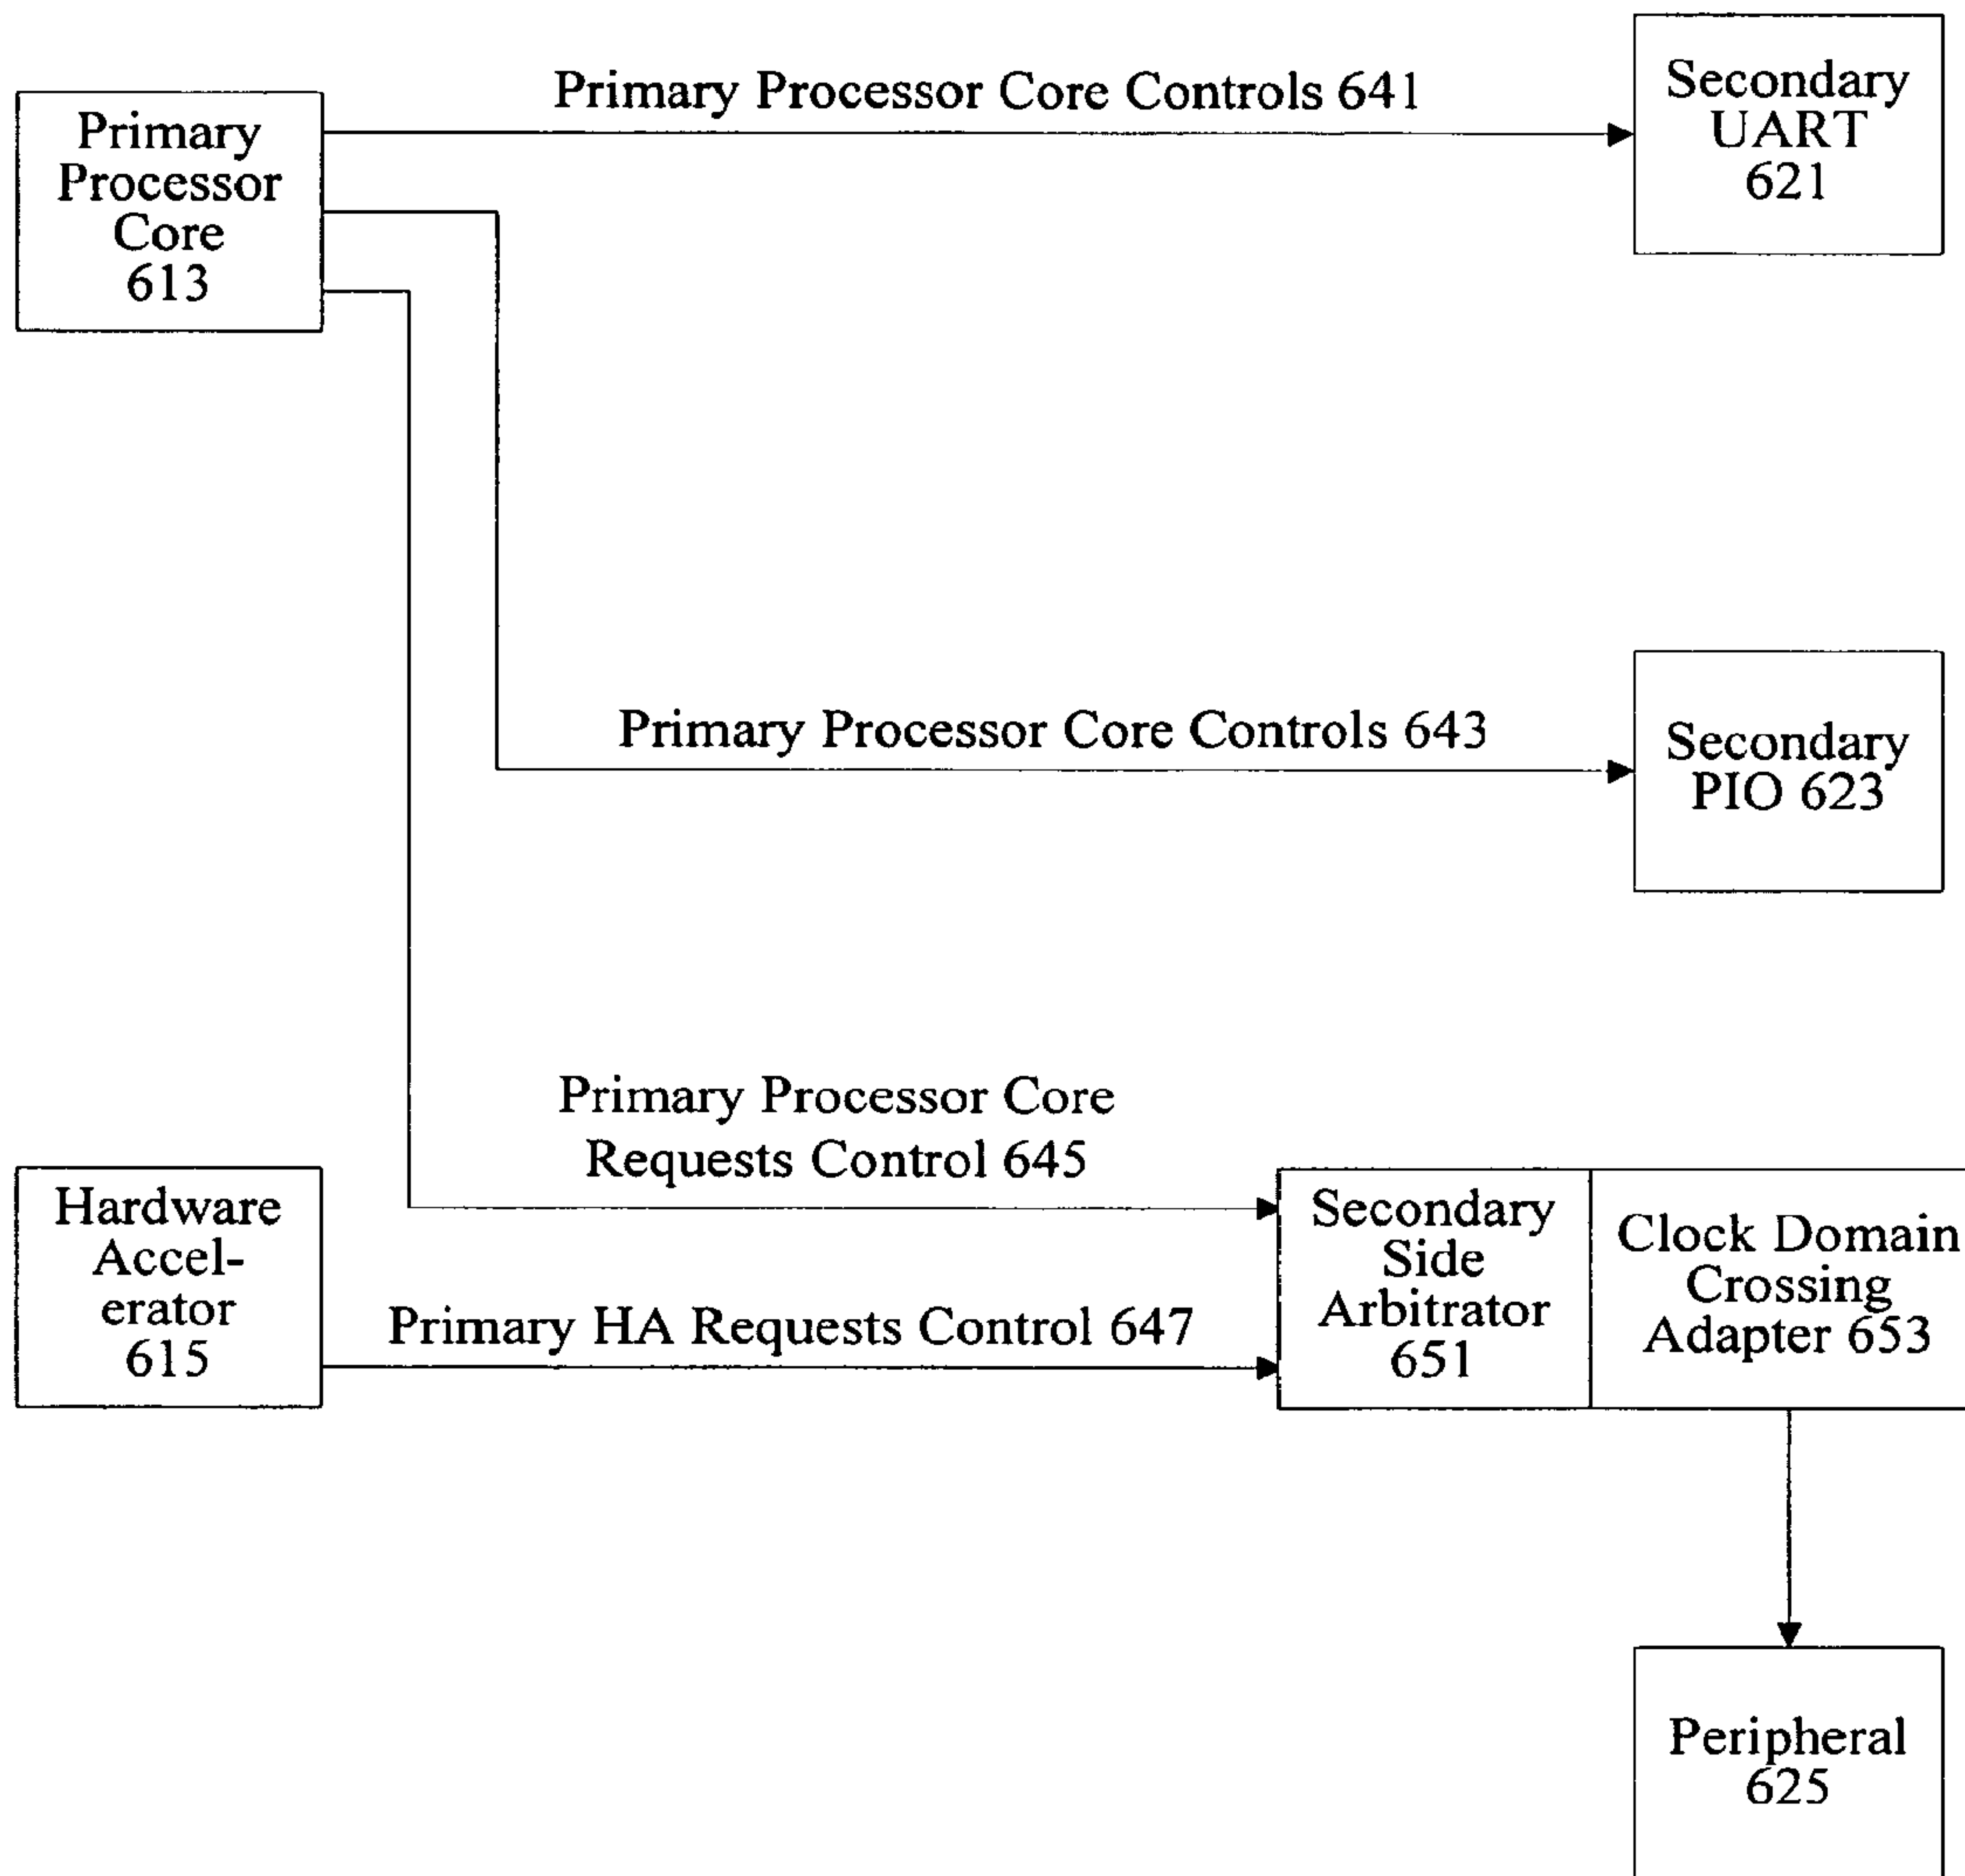 Primary Processor Core Controls 641
Secondary
UART
621
Primary
Processor
Core
613
Primary Processor Core Controls 643
Secondary
PIO 623
Primary Processor Core
Requests Control 645
Hardware
Accel-
erator
615
Primary HA Requests Control 647
Secondary
Side
Arbitrator
651
Clock Domain
Crossing
Adapter 653
Peripheral
625